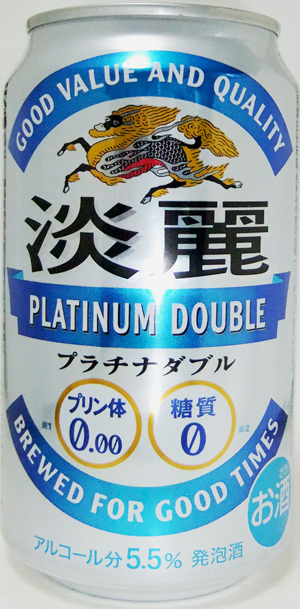 GOOD VALUE AND QUALITY
淡麗
PLATINUM DOUBLE
プラチナダブル
プリン体
0.00
※1
糖質
0
※2
BREWED FOR GOOD TIMES
お酒
アルコール分5.5% 発泡酒